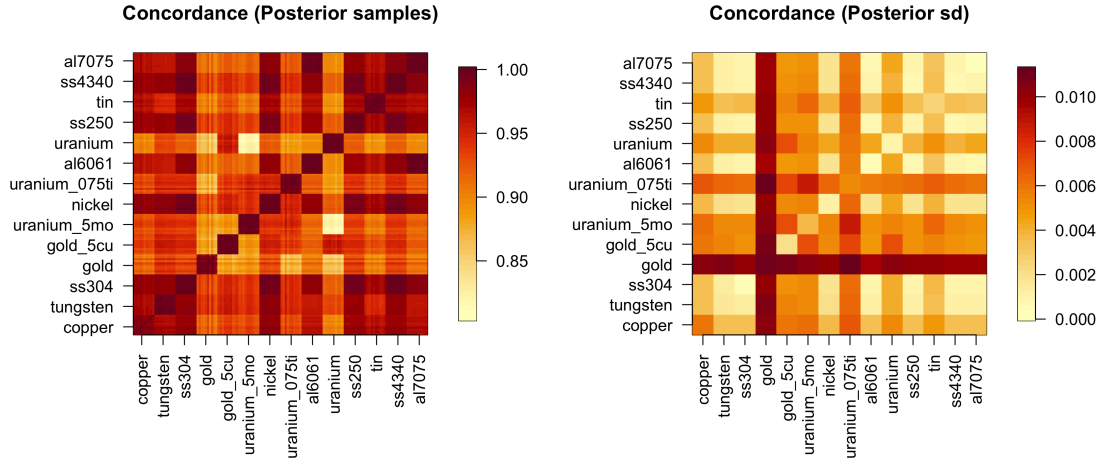 Concordance (Posterior samples)
al7075
ss4340
tin
ss250
uranium
al6061
uranium_075ti
nickel
uranium_5mo
gold_5cu
gold
ss304
tungsten
copper
copper
tungsten
ss304
gold
gold_5cu
uranium_5mo
nickel
uranium_075ti
al6061
uranium
ss250
tin
ss4340
al7075
1.00
0.95
0.90
0.85
Concordance (Posterior sd)
al7075
ss4340
tin
ss250
uranium
al6061
uranium_075ti
nickel
uranium_5mo
gold_5cu
gold
ss304
tungsten
copper
copper
tungsten
ss304
gold
gold_5cu
uranium_5mo
nickel
uranium_075ti
al6061
uranium
ss250
tin
ss4340
al7075
0.010
0.008
0.006
0.004
0.002
0.000